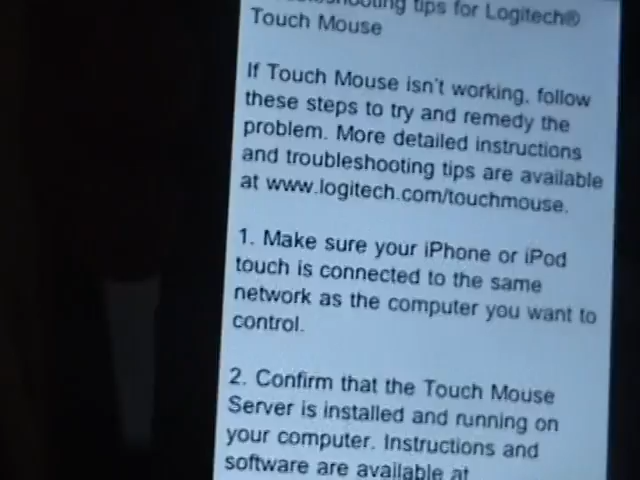 tips for Logitech®
Touch Mouse
If Touch Mouse isn't working, follow
these steps to try and remedy the
problem. More detailed instructions
and troubleshooting tips are available
at www.logitech.com/touchmouse.
1. Make sure your iPhone or iPod
touch is connected to the same
network as the computer you want to
control.
2. Confirm that the Touch Mouse
Server is installed and running on
your computer. Instructions and
software are available at